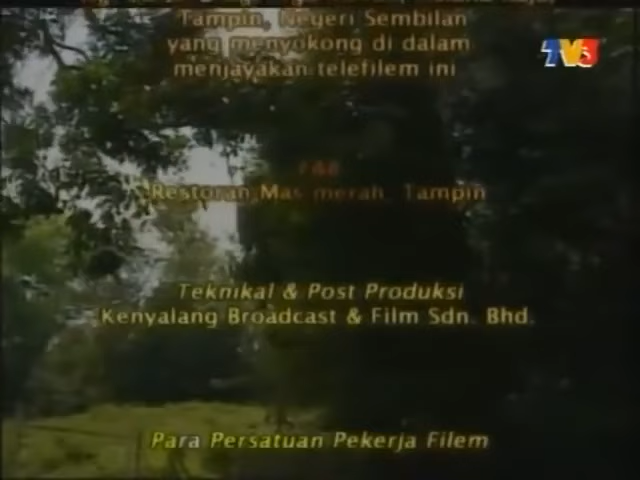 Tampin, Negeri Sembilan
yang menyokong di dalam
menjayakan telefilem ini
TV3
Restoran Mas merah, Tampin
Teknikal & Post Produksi
Kenyalang Broadcast & Film Sdn. Bhd.
Para Persatuan Pekerja Filem